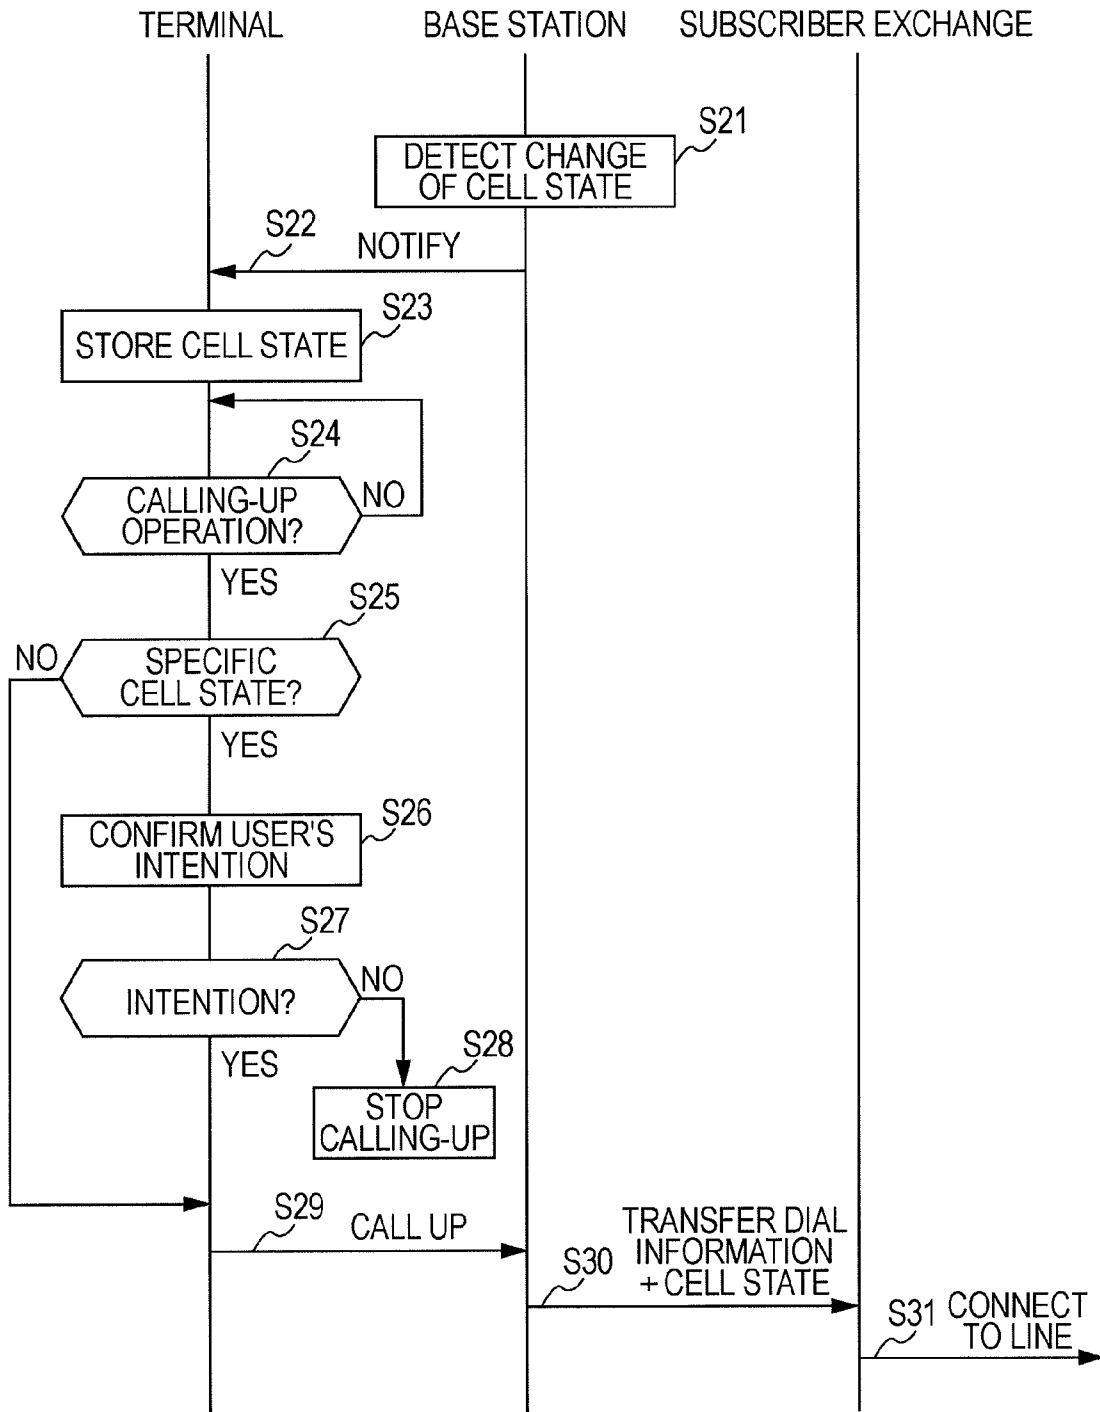 TERMINAL
BASE STATION
SUBSCRIBER EXCHANGE
S21
DETECT CHANGE
OF CELL STATE
S22
NOTIFY
S23
STORE CELL STATE
S24
CALLING-UP
OPERATION?
NO
YES
S25
NO
SPECIFIC
CELL STATE?
YES
S26
CONFIRM USER'S
INTENTION
S27
INTENTION?
NO
YES
S28
STOP
CALLING-UP
S29
CALL UP
TRANSFER DIAL
INFORMATION
+ CELL STATE
S30
S31
CONNECT
TO LINE